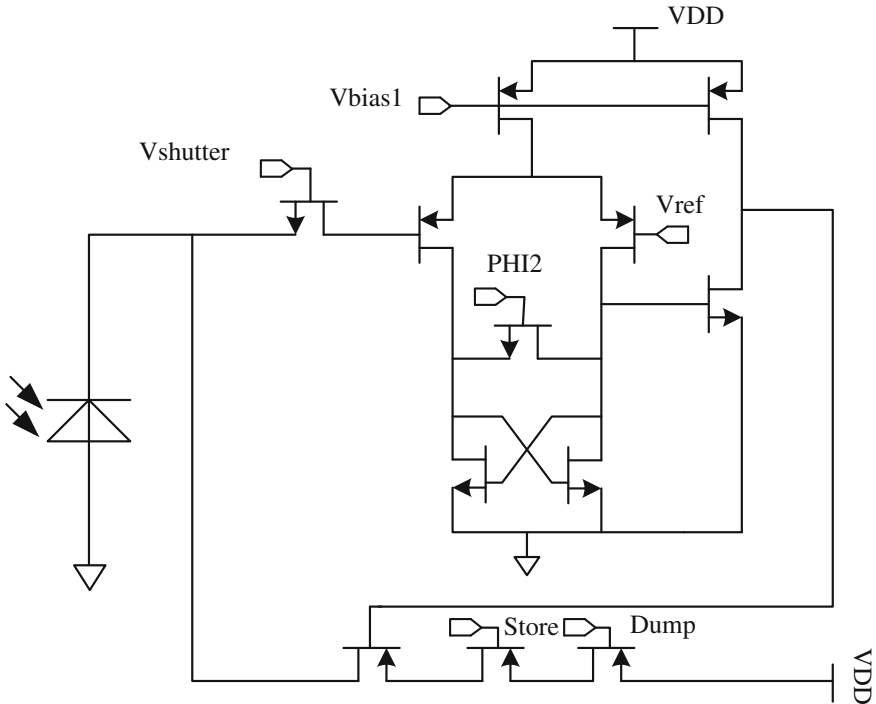 VDD
Vbias1
Vshutter
Vref
PHI2
Store
Dump
VDD